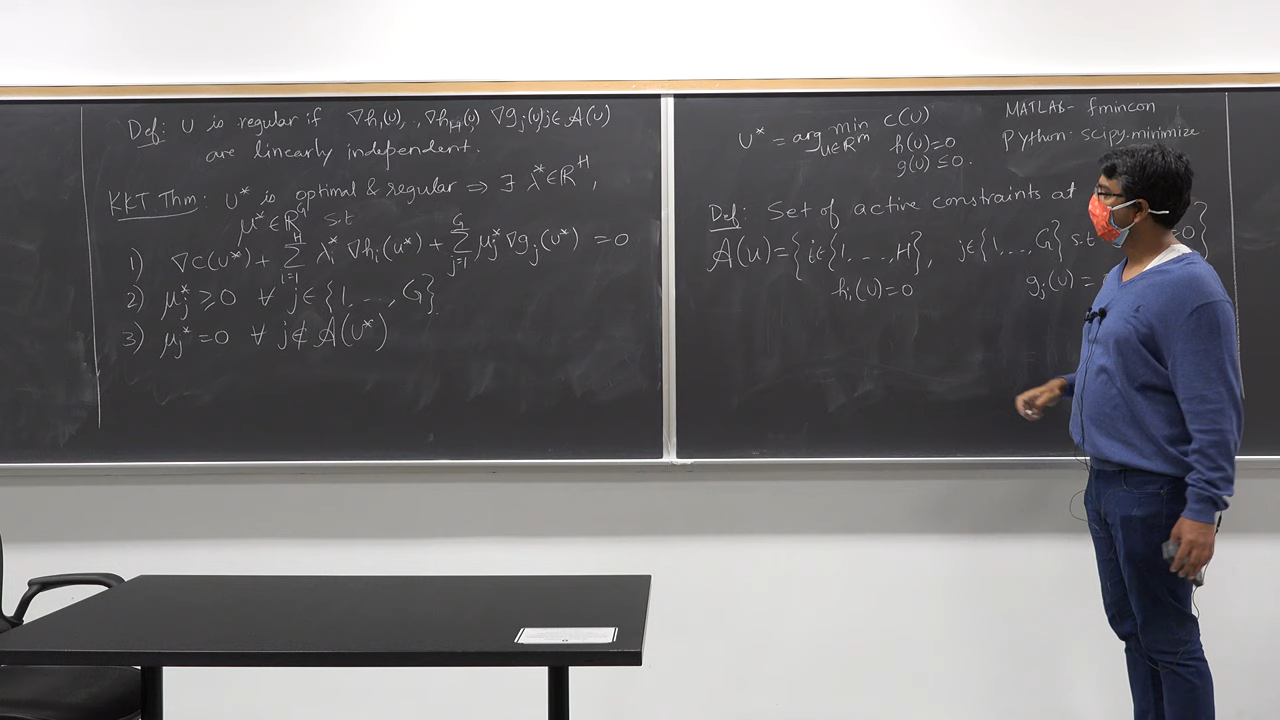 Def: U is regular if ∇h₁(U), .., ∇h_H(U) ∇g_j(U) j∈A(U)
are linearly independent.
KKT Thm: U* is optimal & regular ⇒ ∃ λ*∈ℝ^H,
μ*∈ℝ^G s.t
1) ∇C(U*) + Σ_{i=1}^{H} λ_i* ∇h_i(U*) + Σ_{j=1}^{G} μ_j* ∇g_j(U*) = 0
2) μ_j* ≥ 0 ∀ j∈{1, ..., G}
3) μ_j* = 0 ∀ j∉A(U*)
U* = arg min_{U∈ℝ^m} C(U)
h(U)=0
g(U) ≤ 0.
MATLAB- fmincon
Python: scipy.minimize
Def: Set of active constraints at
A(U) = {i∈{1, ..., H}, j∈{1, ..., G} s.t =0}
h_i(U)=0 g_j(U) =